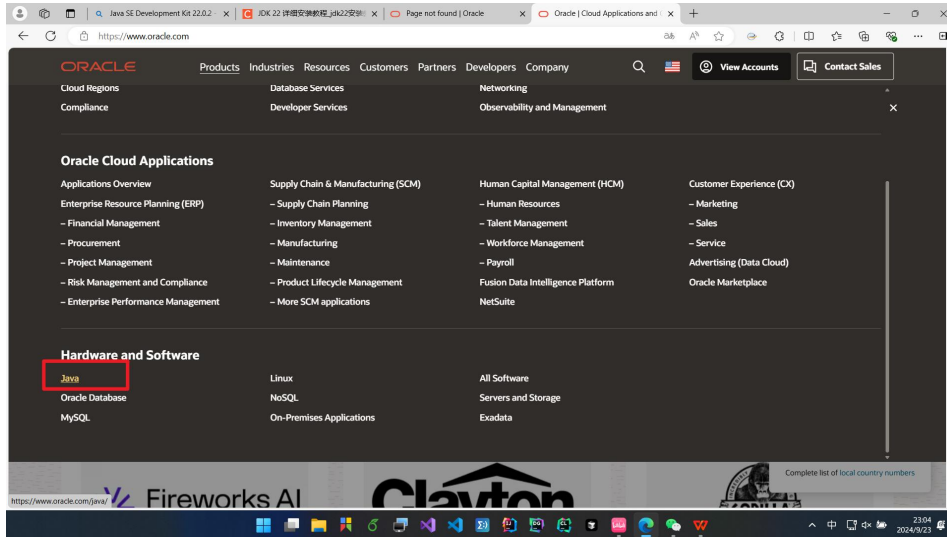 Java SE Development Kit 22.0.2 -
JDK 22 详细安装教程_jdk22安装
Page not found | Oracle
Oracle | Cloud Applications and
https://www.oracle.com
ORACLE
Products Industries Resources Customers Partners Developers Company
View Accounts
Contact Sales
Cloud Regions Database Services Networking
Compliance Developer Services Observability and Management
Oracle Cloud Applications
Applications Overview Supply Chain & Manufacturing (SCM) Human Capital Management (HCM) Customer Experience (CX)
Enterprise Resource Planning (ERP) – Supply Chain Planning – Human Resources – Marketing
– Financial Management – Inventory Management – Talent Management – Sales
– Procurement – Manufacturing – Workforce Management – Service
– Project Management – Maintenance – Payroll Advertising (Data Cloud)
– Risk Management and Compliance – Product Lifecycle Management Fusion Data Intelligence Platform Oracle Marketplace
– Enterprise Performance Management – More SCM applications NetSuite
Hardware and Software
Java Linux All Software
Oracle Database NoSQL Servers and Storage
MySQL On-Premises Applications Exadata
Complete list of local country numbers
https://www.oracle.com/java/
Fireworks AI
Clayton
GORILLA
中
23:04
2024/9/23